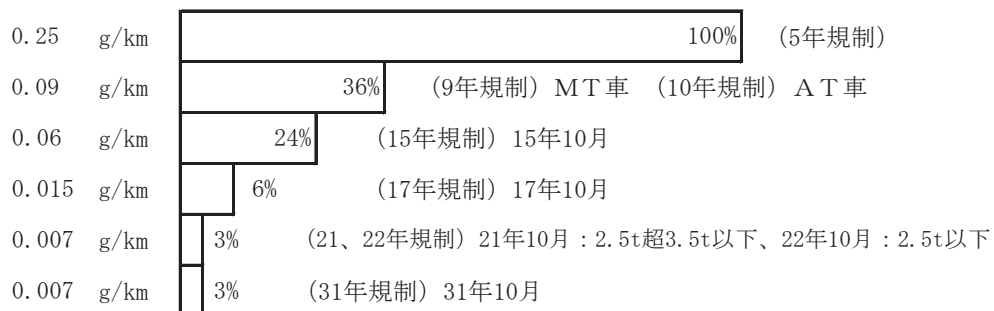 0.25 g/km 100% (5年規制)
0.09 g/km 36% (9年規制) ＭＴ車 (10年規制) ＡＴ車
0.06 g/km 24% (15年規制) 15年10月
0.015 g/km 6% (17年規制) 17年10月
0.007 g/km 3% (21、22年規制) 21年10月：2.5t超3.5t以下、22年10月：2.5t以下
0.007 g/km 3% (31年規制) 31年10月